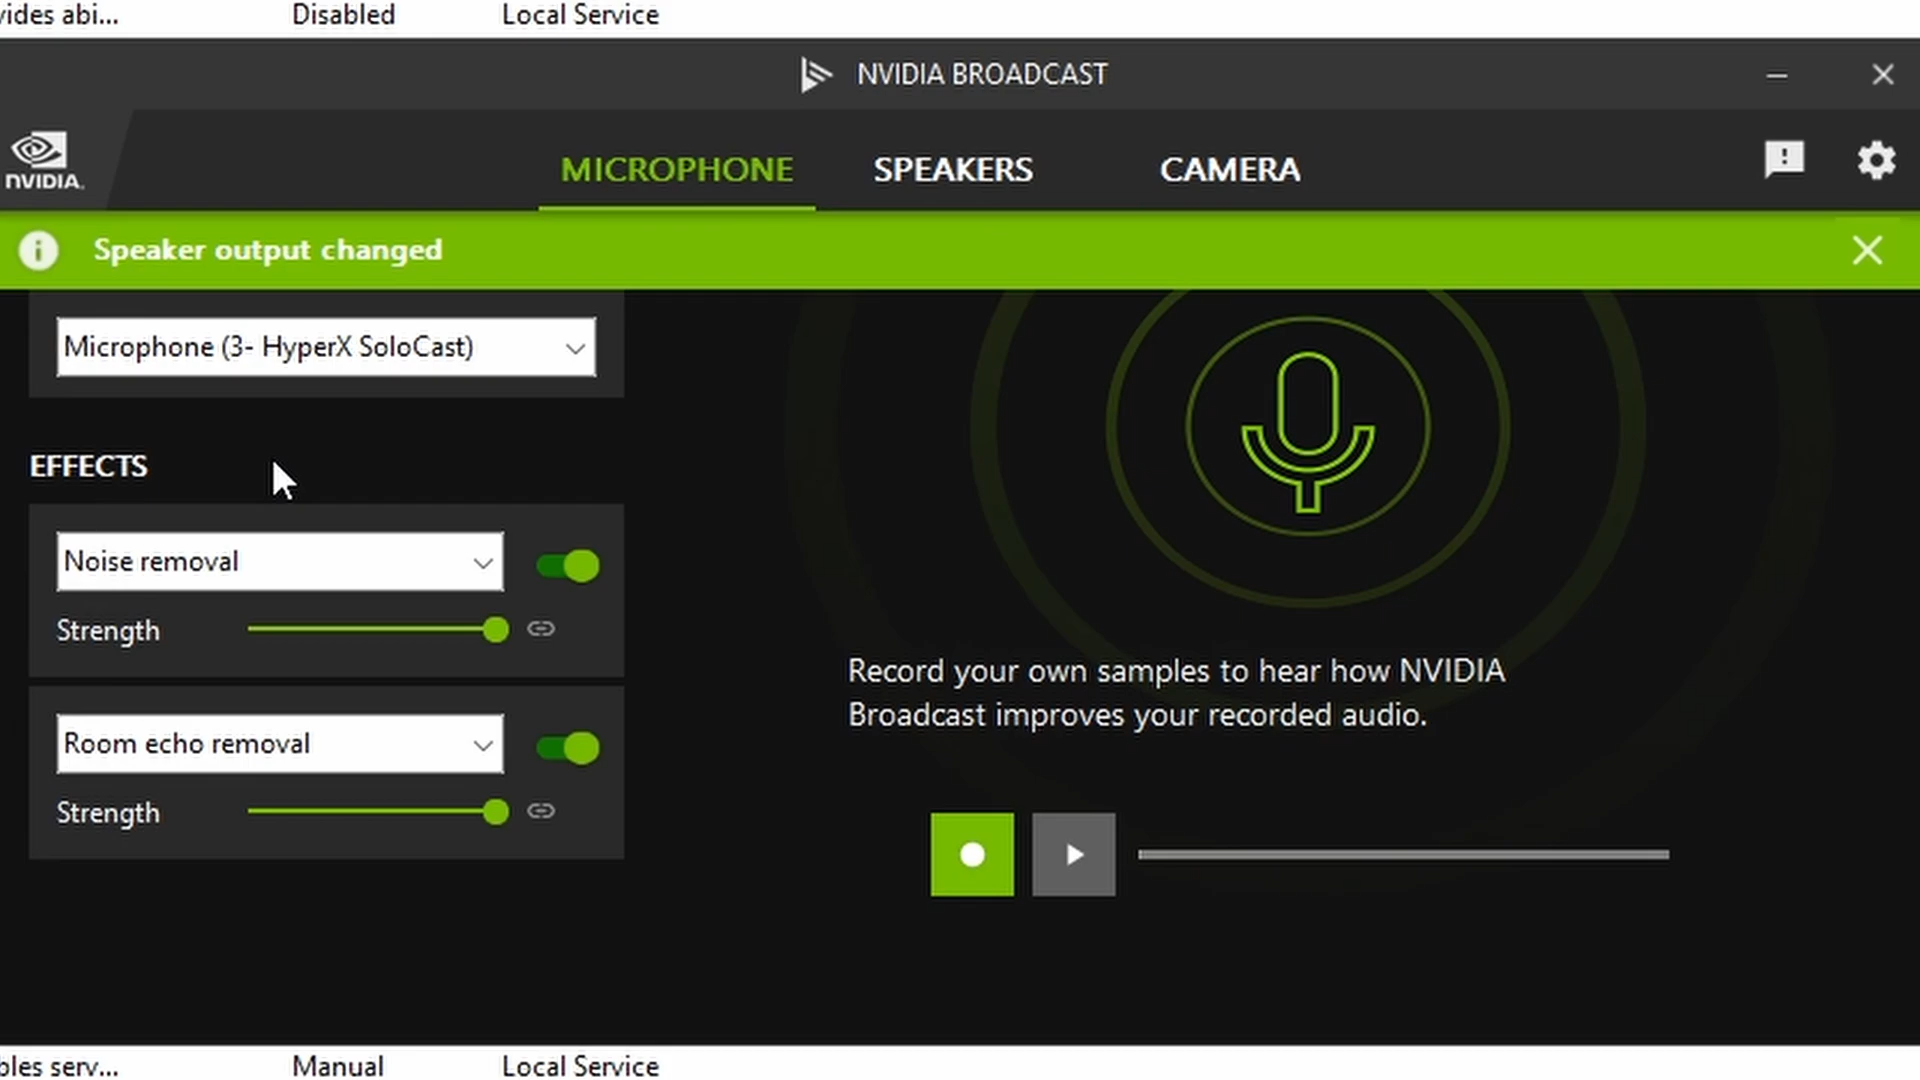 vides abi... Disabled Local Service
NVIDIA BROADCAST
NVIDIA.
MICROPHONE SPEAKERS CAMERA
Speaker output changed
Microphone (3- HyperX SoloCast)
EFFECTS
Noise removal
Strength
Room echo removal
Strength
Record your own samples to hear how NVIDIA
Broadcast improves your recorded audio.
bles serv... Manual Local Service